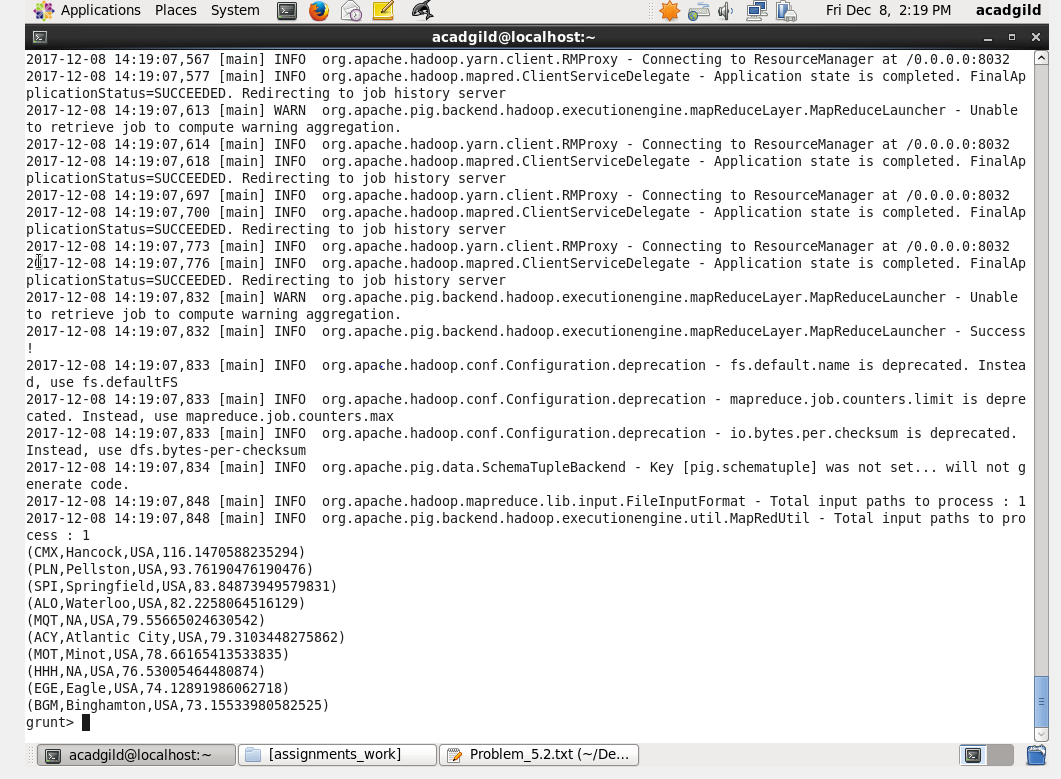 Applications Places System Fri Dec 8, 2:19 PM acadgild
acadgild@localhost:~
2017-12-08 14:19:07,567 [main] INFO  org.apache.hadoop.yarn.client.RMProxy - Connecting to ResourceManager at /0.0.0.0:8032
2017-12-08 14:19:07,577 [main] INFO  org.apache.hadoop.mapred.ClientServiceDelegate - Application state is completed. FinalAp
plicationStatus=SUCCEEDED. Redirecting to job history server
2017-12-08 14:19:07,613 [main] WARN  org.apache.pig.backend.hadoop.executionengine.mapReduceLayer.MapReduceLauncher - Unable
to retrieve job to compute warning aggregation.
2017-12-08 14:19:07,614 [main] INFO  org.apache.hadoop.yarn.client.RMProxy - Connecting to ResourceManager at /0.0.0.0:8032
2017-12-08 14:19:07,618 [main] INFO  org.apache.hadoop.mapred.ClientServiceDelegate - Application state is completed. FinalAp
plicationStatus=SUCCEEDED. Redirecting to job history server
2017-12-08 14:19:07,697 [main] INFO  org.apache.hadoop.yarn.client.RMProxy - Connecting to ResourceManager at /0.0.0.0:8032
2017-12-08 14:19:07,700 [main] INFO  org.apache.hadoop.mapred.ClientServiceDelegate - Application state is completed. FinalAp
plicationStatus=SUCCEEDED. Redirecting to job history server
2017-12-08 14:19:07,773 [main] INFO  org.apache.hadoop.yarn.client.RMProxy - Connecting to ResourceManager at /0.0.0.0:8032
2017-12-08 14:19:07,776 [main] INFO  org.apache.hadoop.mapred.ClientServiceDelegate - Application state is completed. FinalAp
plicationStatus=SUCCEEDED. Redirecting to job history server
2017-12-08 14:19:07,832 [main] WARN  org.apache.pig.backend.hadoop.executionengine.mapReduceLayer.MapReduceLauncher - Unable
to retrieve job to compute warning aggregation.
2017-12-08 14:19:07,832 [main] INFO  org.apache.pig.backend.hadoop.executionengine.mapReduceLayer.MapReduceLauncher - Success
!
2017-12-08 14:19:07,833 [main] INFO  org.apache.hadoop.conf.Configuration.deprecation - fs.default.name is deprecated. Instea
d, use fs.defaultFS
2017-12-08 14:19:07,833 [main] INFO  org.apache.hadoop.conf.Configuration.deprecation - mapreduce.job.counters.limit is depre
cated. Instead, use mapreduce.job.counters.max
2017-12-08 14:19:07,833 [main] INFO  org.apache.hadoop.conf.Configuration.deprecation - io.bytes.per.checksum is deprecated.
Instead, use dfs.bytes-per-checksum
2017-12-08 14:19:07,834 [main] INFO  org.apache.pig.data.SchemaTupleBackend - Key [pig.schematuple] was not set... will not g
enerate code.
2017-12-08 14:19:07,848 [main] INFO  org.apache.hadoop.mapreduce.lib.input.FileInputFormat - Total input paths to process : 1
2017-12-08 14:19:07,848 [main] INFO  org.apache.pig.backend.hadoop.executionengine.util.MapRedUtil - Total input paths to pro
cess : 1
(CMX,Hancock,USA,116.1470588235294)
(PLN,Pellston,USA,93.76190476190476)
(SPI,Springfield,USA,83.84873949579831)
(ALO,Waterloo,USA,82.2258064516129)
(MQT,NA,USA,79.55665024630542)
(ACY,Atlantic City,USA,79.3103448275862)
(MOT,Minot,USA,78.66165413533835)
(HHH,NA,USA,76.53005464480874)
(EGE,Eagle,USA,74.12891986062718)
(BGM,Binghamton,USA,73.15533980582525)
grunt>
acadgild@localhost:~ [assignments_work] Problem_5.2.txt (~/De...